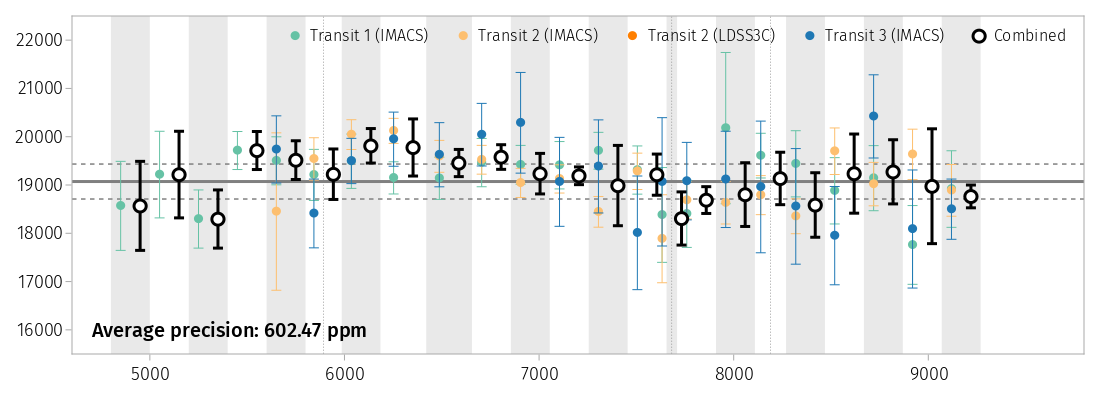 Transit 1 (IMACS) Transit 2 (IMACS) Transit 2 (LDSS3C) Transit 3 (IMACS) Combined
22000
21000
20000
19000
18000
17000
16000
Average precision: 602.47 ppm
5000 6000 7000 8000 9000